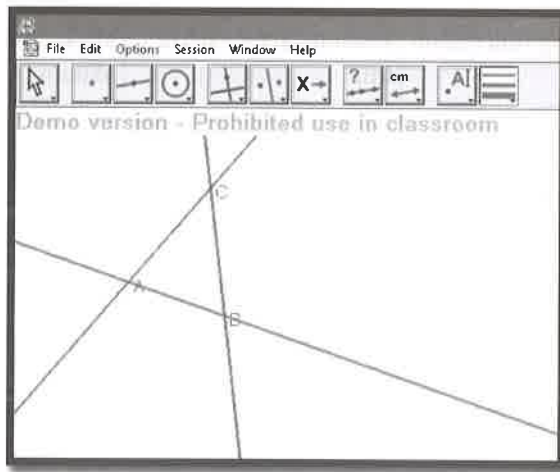 File Edit Options Session Window Help
X ? cm A
Demo version - Prohibited use in classroom
C
A
B